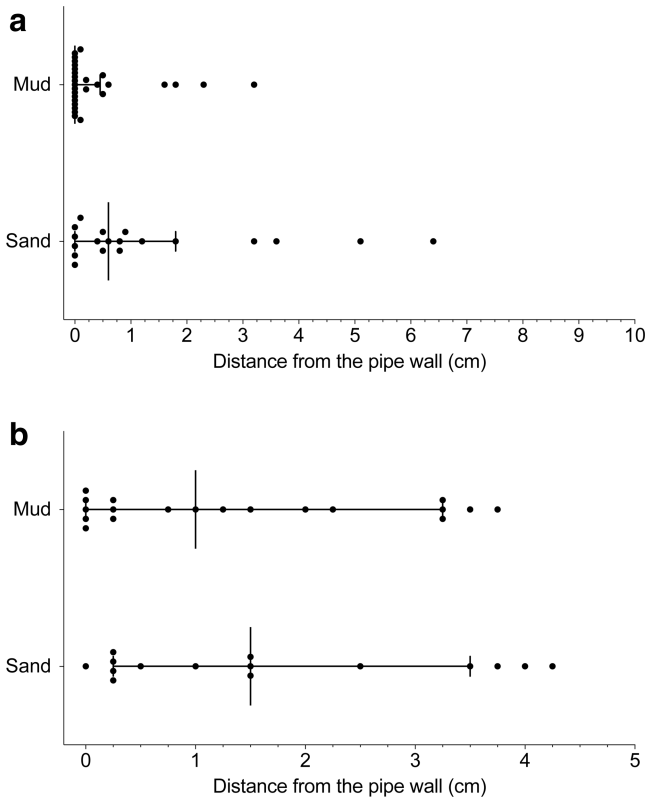 a
Mud
Sand
0 1 2 3 4 5 6 7 8 9 10
Distance from the pipe wall (cm)
b
Mud
Sand
0 1 2 3 4 5
Distance from the pipe wall (cm)